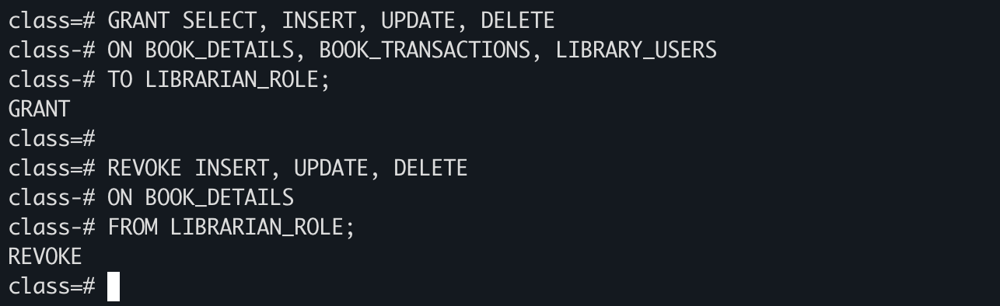 class=# GRANT SELECT, INSERT, UPDATE, DELETE
class-# ON BOOK_DETAILS, BOOK_TRANSACTIONS, LIBRARY_USERS
class-# TO LIBRARIAN_ROLE;
GRANT
class=#
class=# REVOKE INSERT, UPDATE, DELETE
class-# ON BOOK_DETAILS
class-# FROM LIBRARIAN_ROLE;
REVOKE
class=#